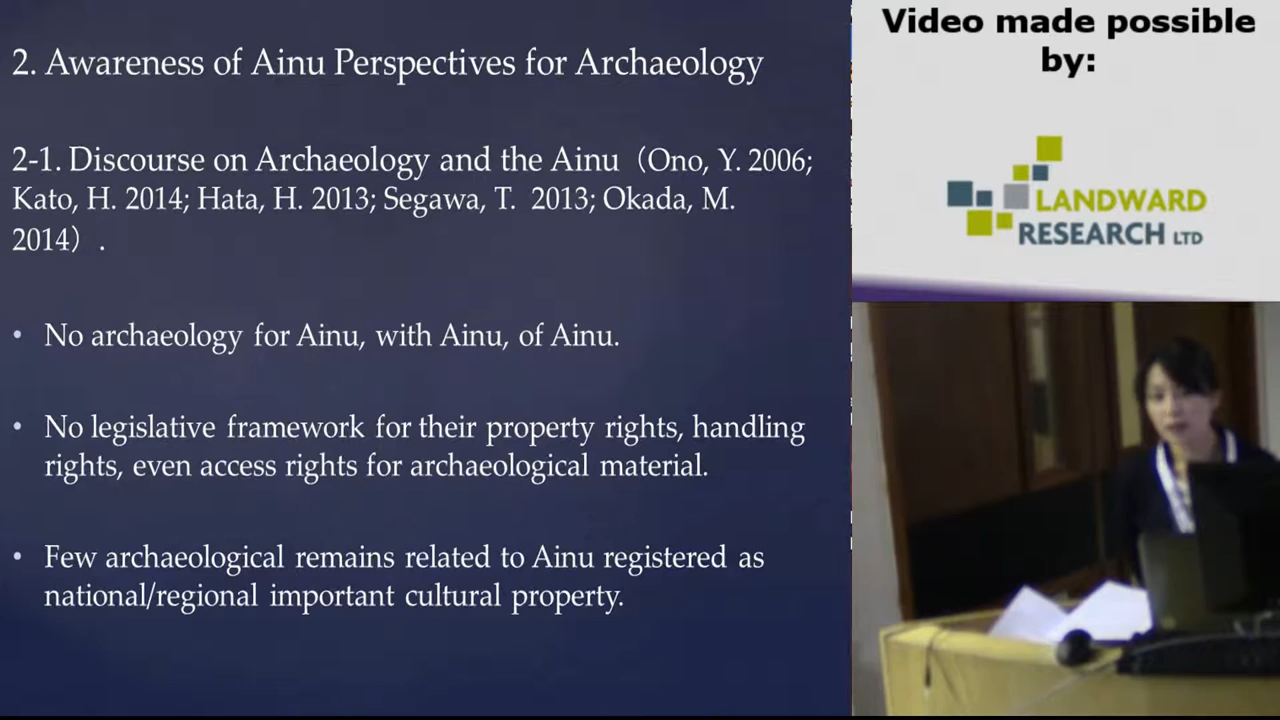 2. Awareness of Ainu Perspectives for Archaeology
2-1. Discourse on Archaeology and the Ainu（Ono, Y. 2006;
Kato, H. 2014; Hata, H. 2013; Segawa, T. 2013; Okada, M.
2014）.
• No archaeology for Ainu, with Ainu, of Ainu.
• No legislative framework for their property rights, handling
rights, even access rights for archaeological material.
• Few archaeological remains related to Ainu registered as
national/regional important cultural property.
Video made possible
by:
LANDWARD
RESEARCH LTD